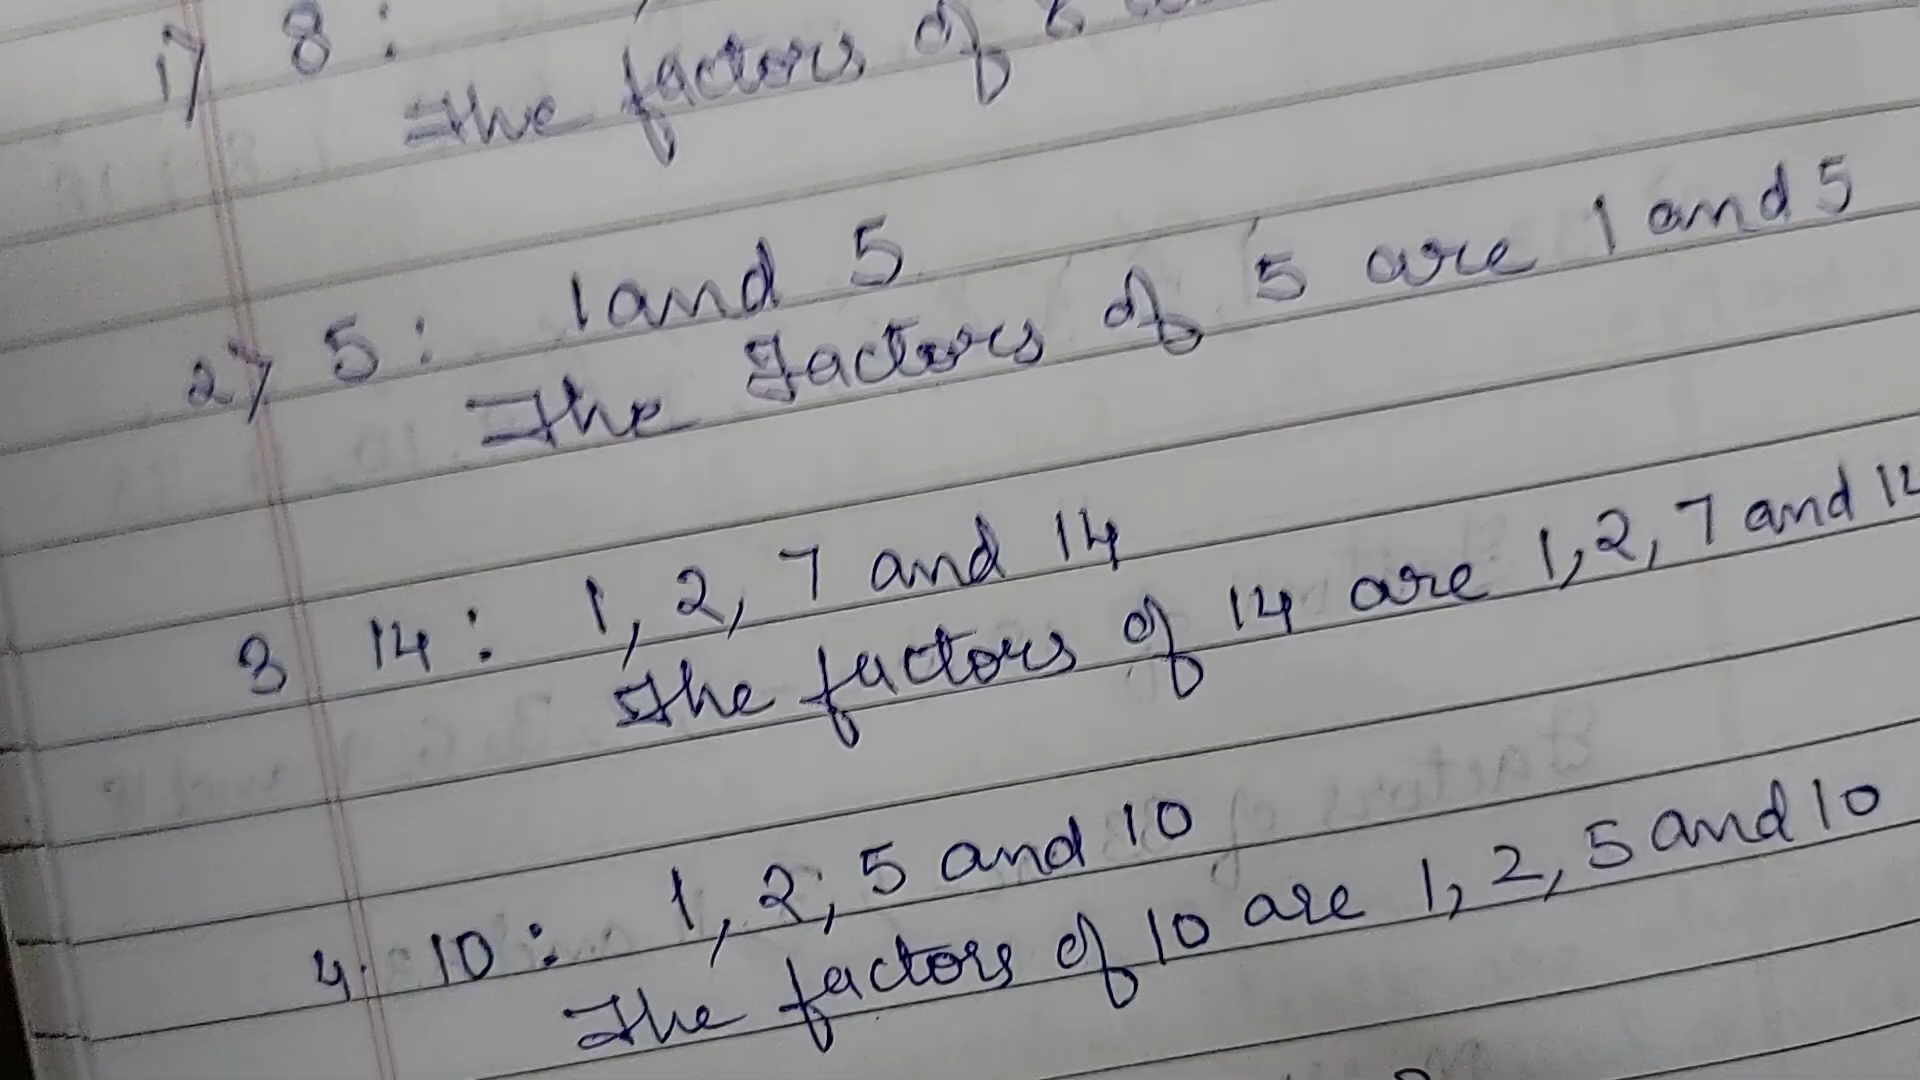 1) 8:
The factors of 8
2) 5: 1 and 5
The Factors of 5 are 1 and 5
3 14: 1, 2, 7 and 14
The factors of 14 are 1, 2, 7 and 14
4. 10: 1, 2, 5 and 10
The factors of 10 are 1, 2, 5 and 10